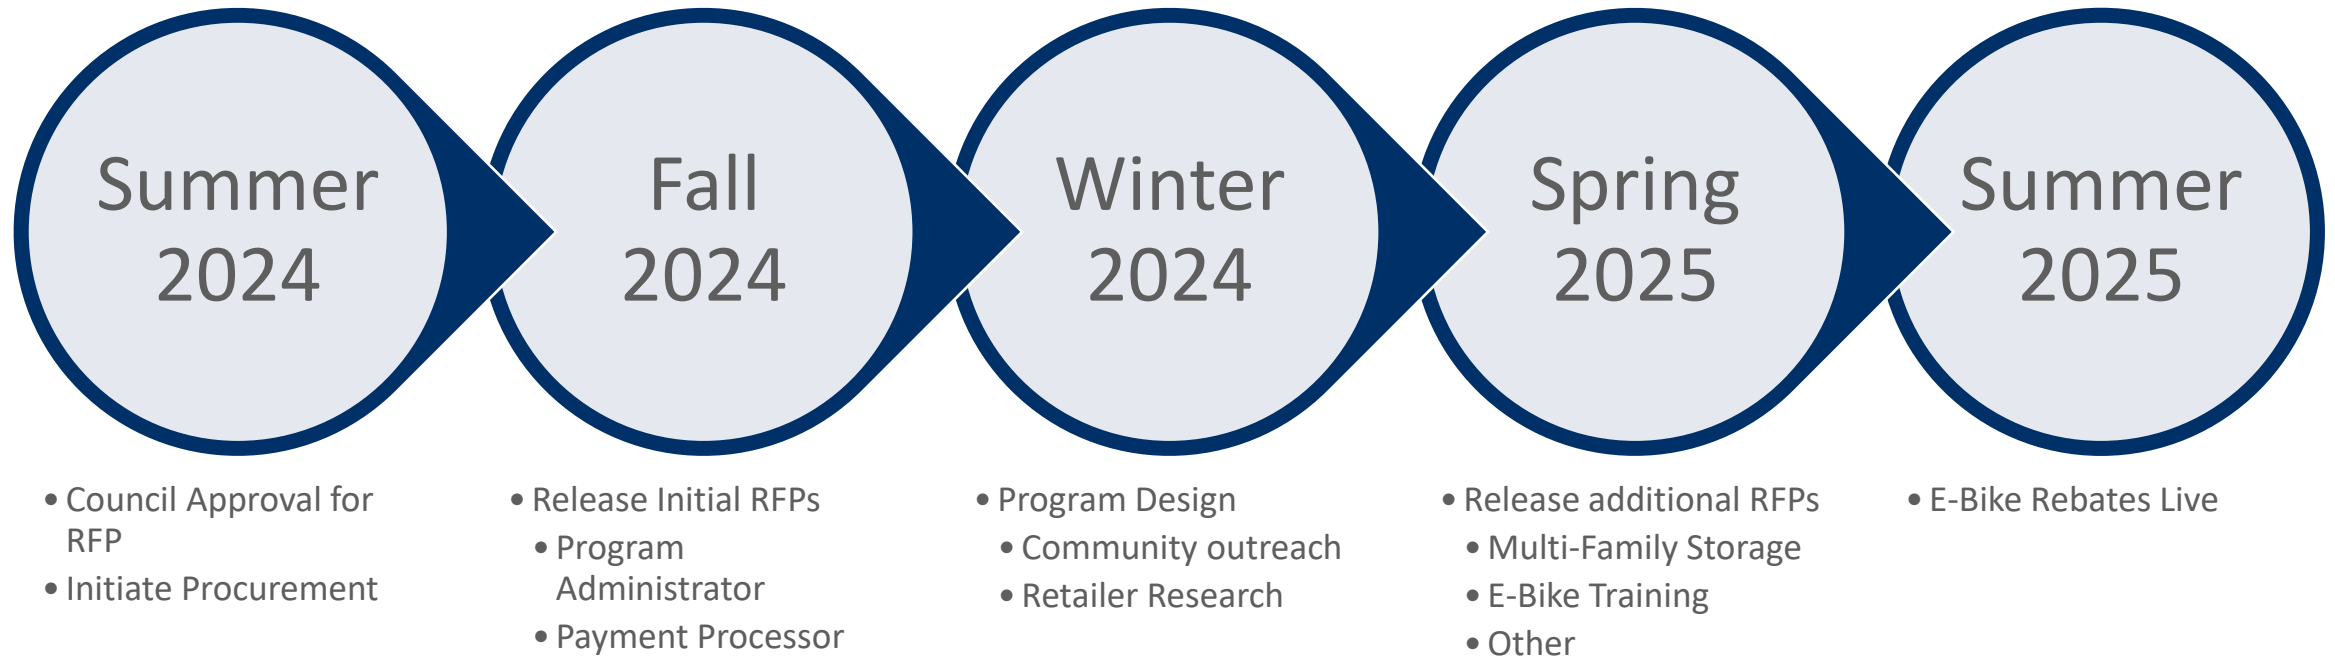 Summer
2024
Fall
2024
Winter
2024
Spring
2025
Summer
2025
• Council Approval for
RFP
• Initiate Procurement
• Release Initial RFPs
• Program
Administrator
• Payment Processor
• Program Design
• Community outreach
• Retailer Research
• Release additional RFPs
• Multi-Family Storage
• E-Bike Training
• Other
• E-Bike Rebates Live